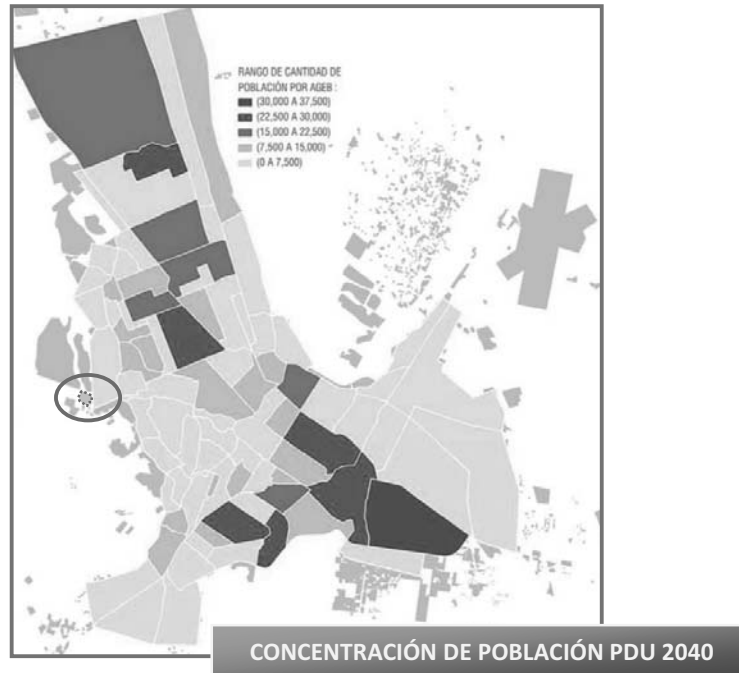 RANGO DE CANTIDAD DE
POBLACIÓN POR AGEB :
(30,000 A 37,500)
(22,500 A 30,000)
(15,000 A 22,500)
(7,500 A 15,000)
(0 A 7,500)
CONCENTRACIÓN DE POBLACIÓN PDU 2040